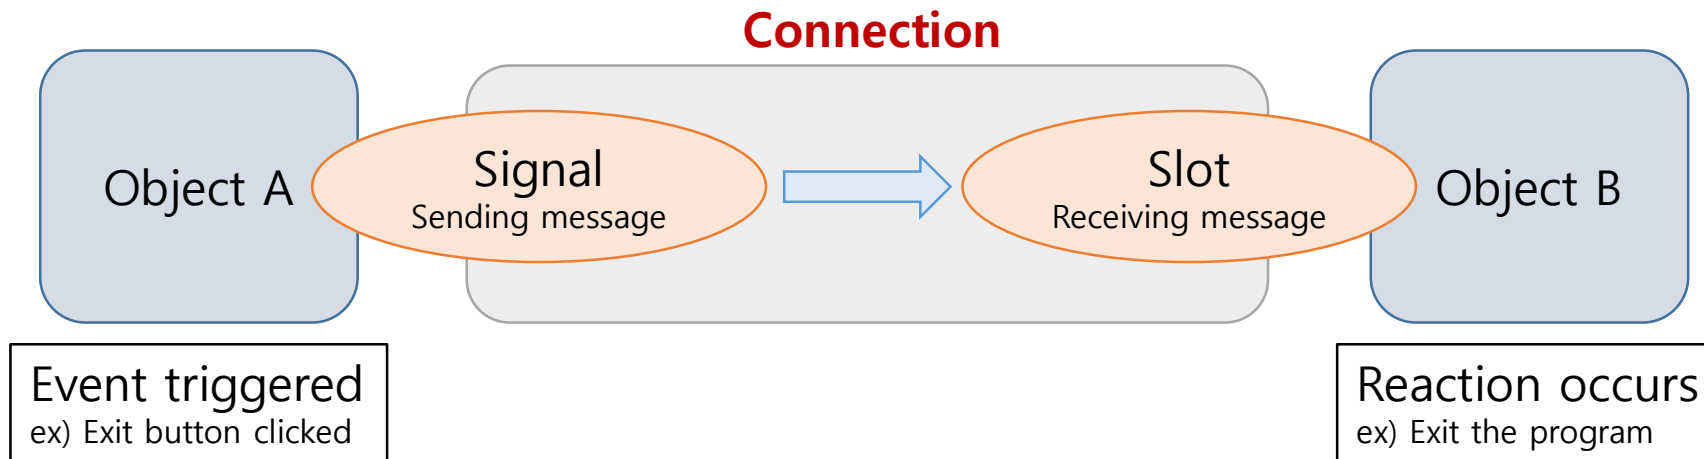 Connection
Object A
Signal
Sending message
Slot
Receiving message
Object B
Event triggered
ex) Exit button clicked
Reaction occurs
ex) Exit the program